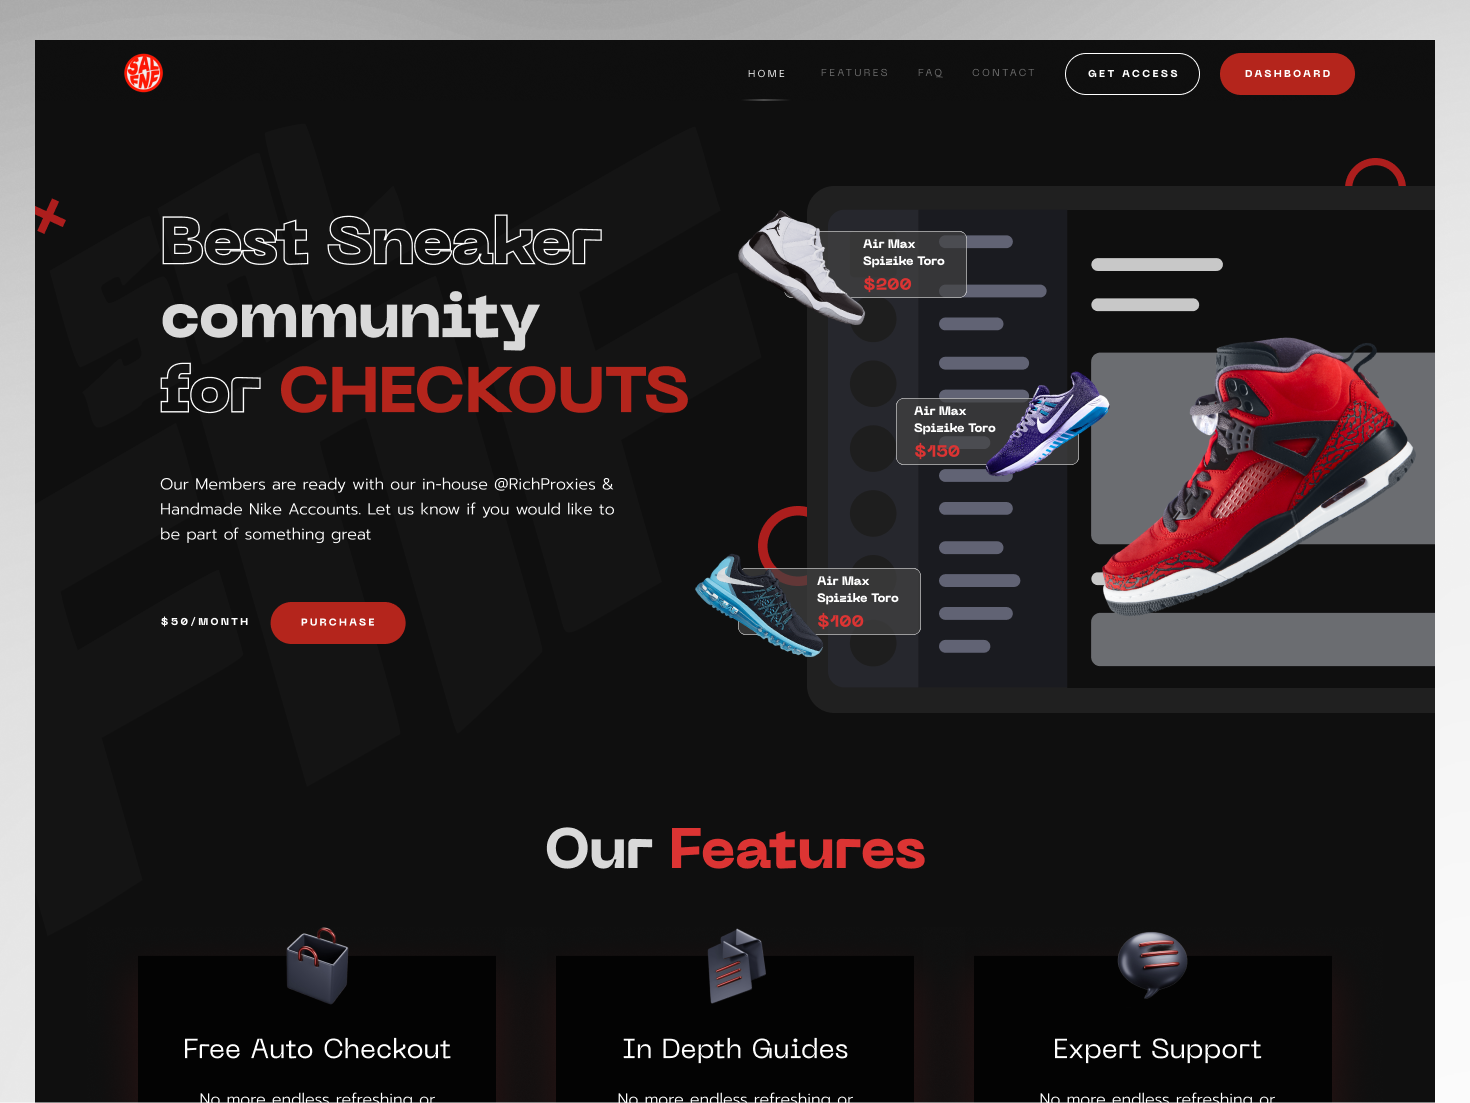 SAL ENE
HOME FEATURES FAQ CONTACT GET ACCESS DASHBOARD
Best Sneaker
community
for CHECKOUTS
Our Members are ready with our in-house @RichProxies &
Handmade Nike Accounts. Let us know if you would like to
be part of something great
$50/MONTH PURCHASE
Air Max
Spizike Toro
$200
Air Max
Spizike Toro
$150
Air Max
Spizike Toro
$100
Our Features
Free Auto Checkout
In Depth Guides
Expert Support
No more endless refreshing or
No more endless refreshing or
No more endless refreshing or